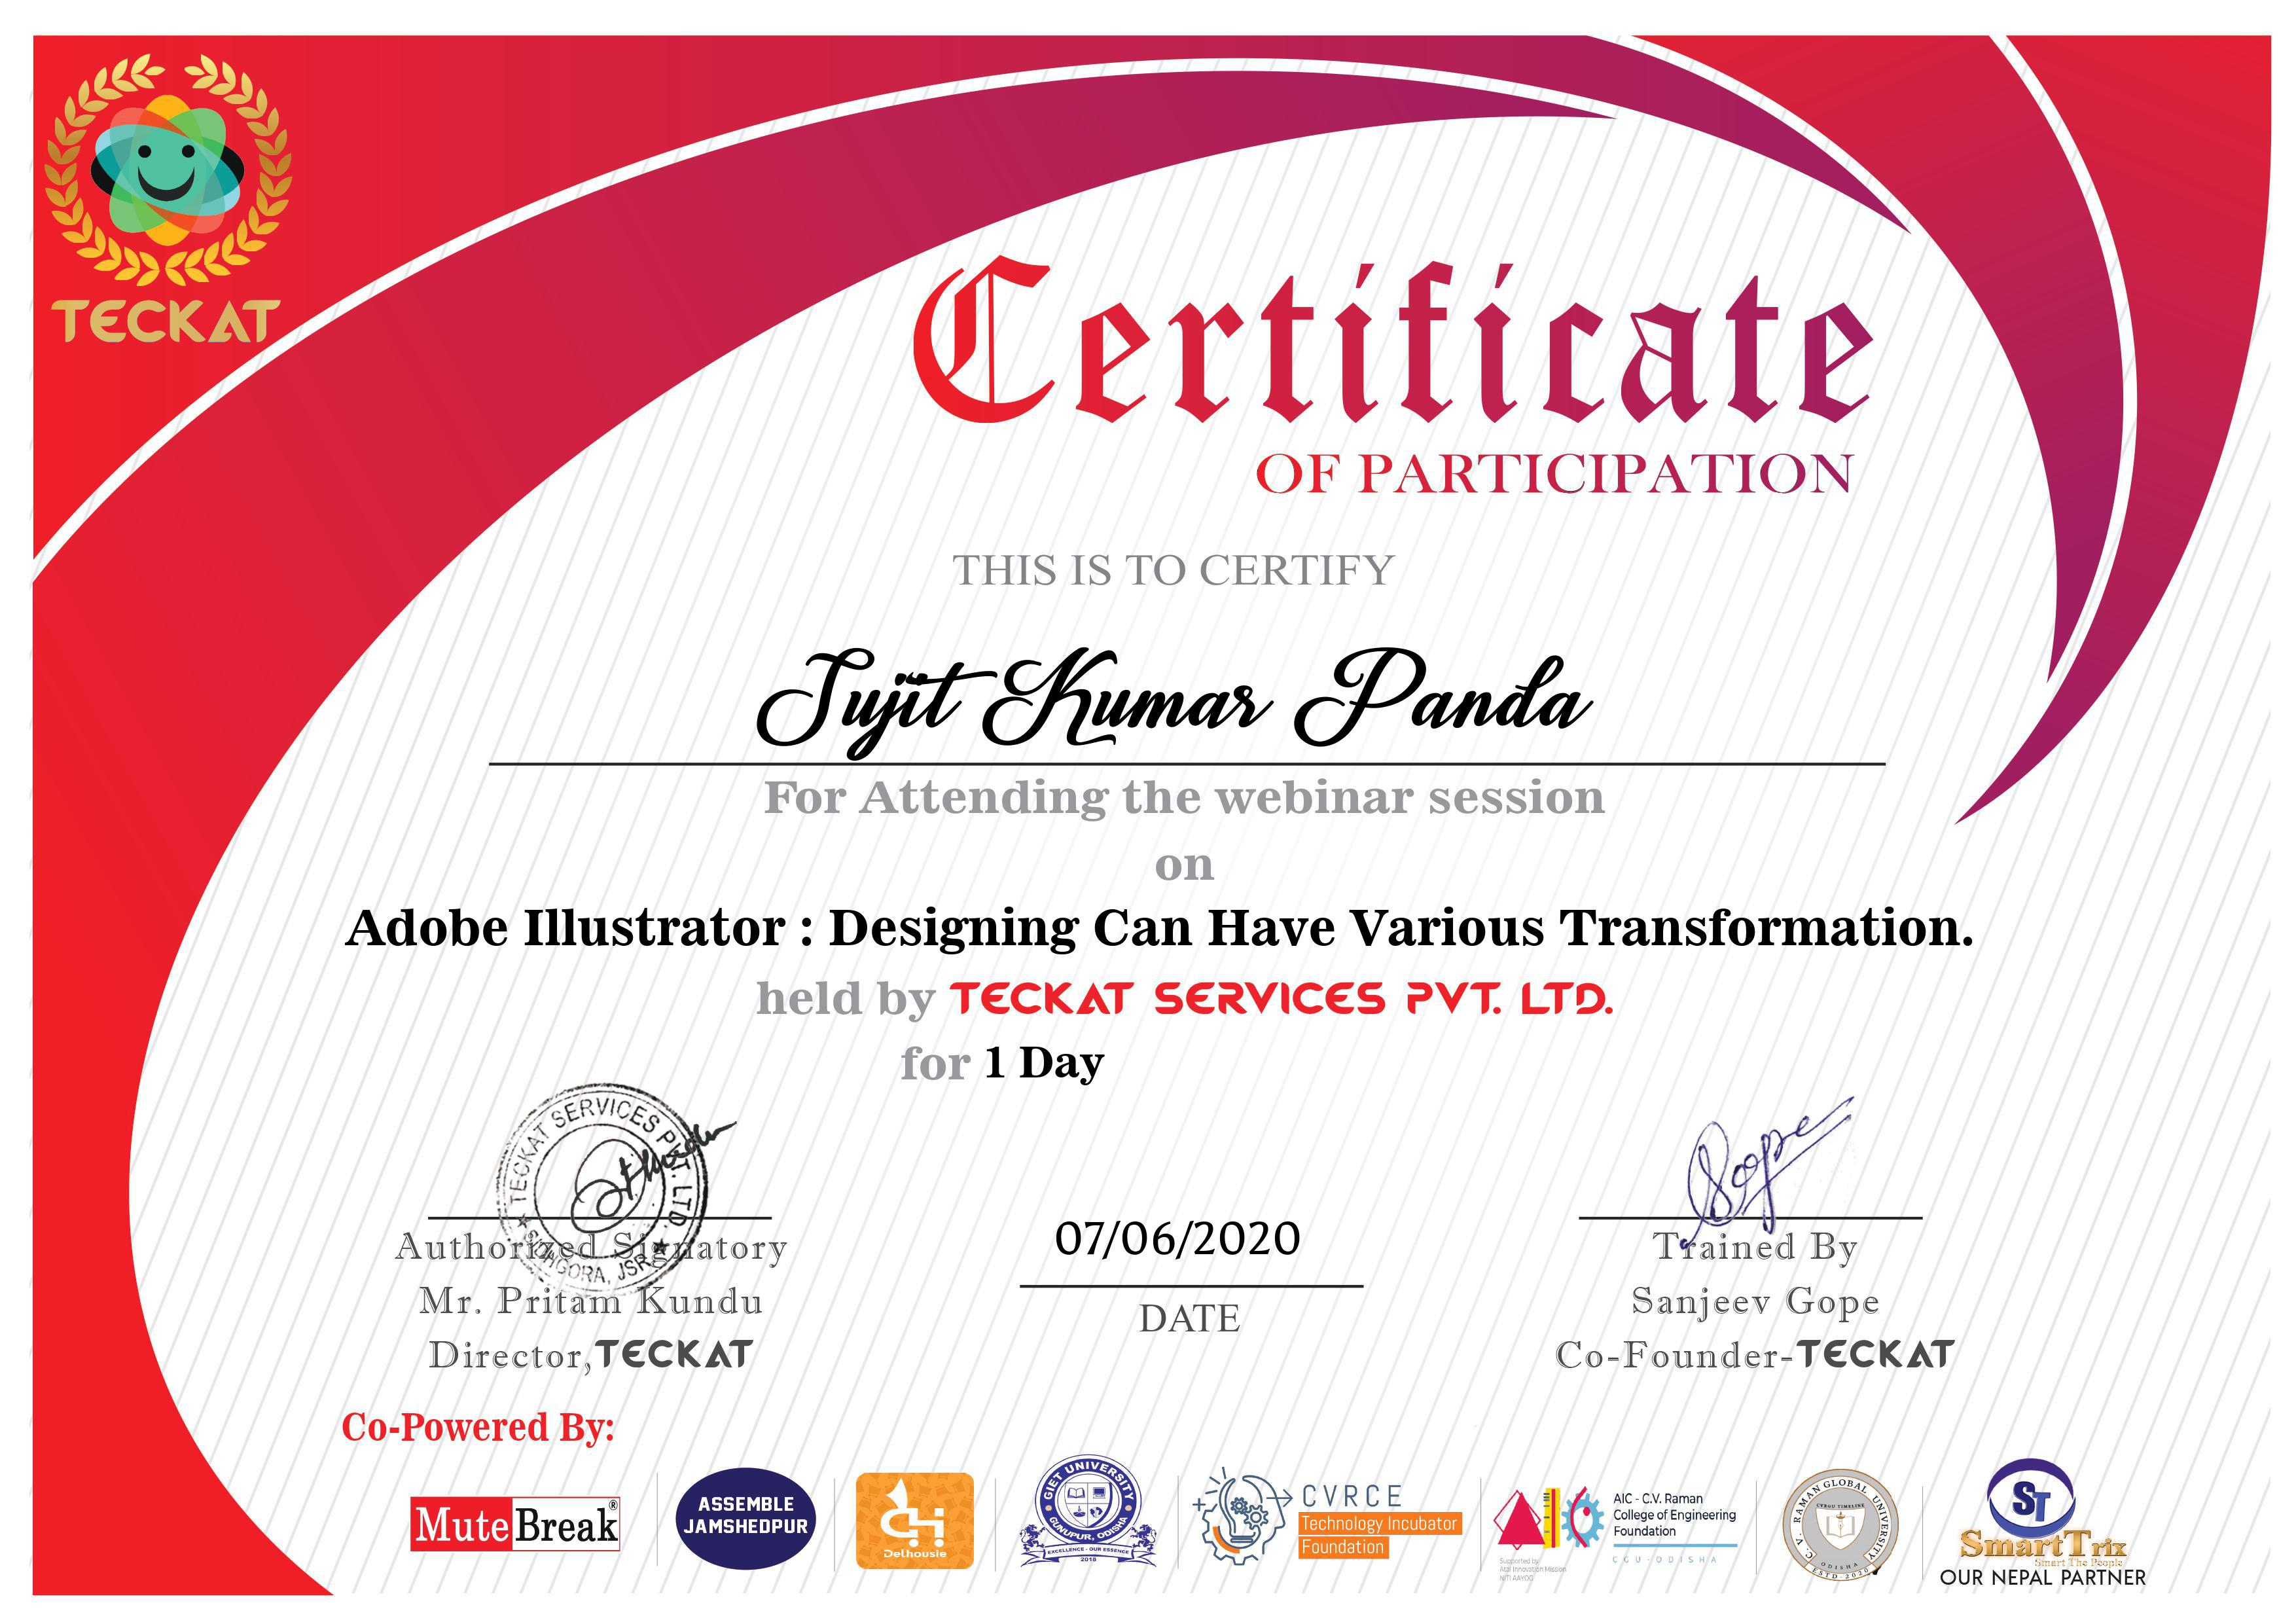 TECKAT
Certificate
OF PARTICIPATION
THIS IS TO CERTIFY
Sujit Kumar Panda
For Attending the webinar session
on
Adobe Illustrator : Designing Can Have Various Transformation.
held by TECKAT SERVICES PVT. LTD.
for 1 Day
TECKAT SERVICES PVT. LTD.
JSR
Authorized Signatory
Mr. Pritam Kundu
Director,TECKAT
07/06/2020
DATE
Gope
Trained By
Sanjeev Gope
Co-Founder-TECKAT
Co-Powered By:
MuteBreak®
ASSEMBLE
JAMSHEDPUR
Delhousie
GIET UNIVERSITY
GUNUPUR, ODISHA
EXCELLENCE - OUR ESSENCE
2018
CVRCE
Technology Incubator
Foundation
AIC - C.V. Raman
College of Engineering
Foundation
CGU-ODISHA
Supported by
Atal Innovation Mission
NITI AAYOG
C. V. RAMAN GLOBAL UNIVERSITY
ODISHA
ESTD-2020
ST
SmartTrix
Smart The People
OUR NEPAL PARTNER